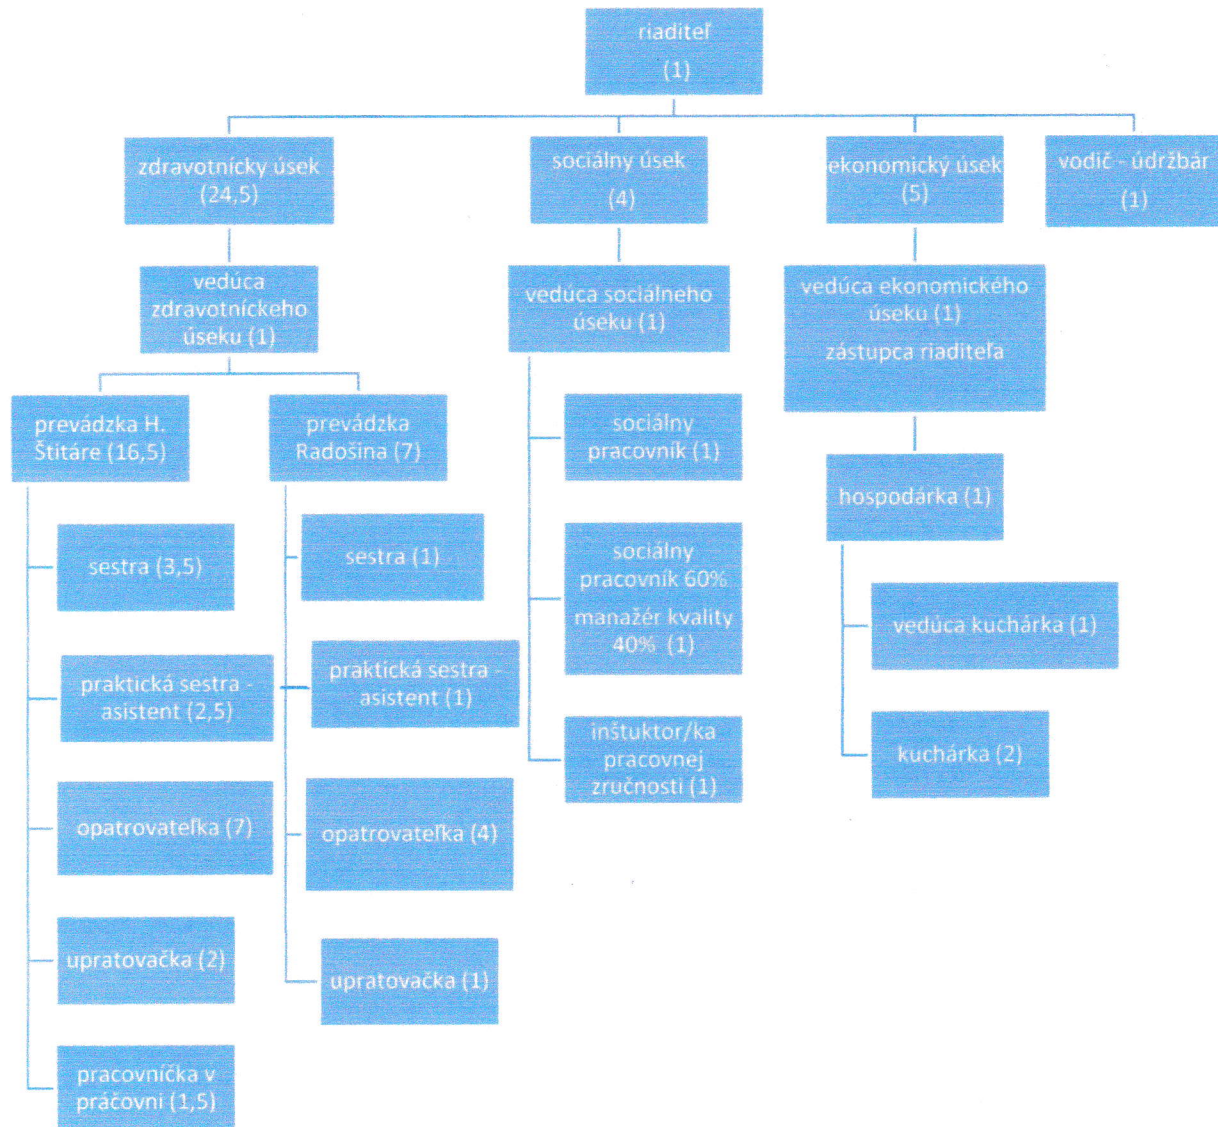 riaditeľ
(1)
zdravotnícky úsek
(24,5)
sociálny úsek
(4)
ekonomický úsek
(5)
vodič - údržbár
(1)
vedúca
zdravotníckeho
úseku (1)
vedúca sociálneho
úseku (1)
vedúca ekonomického
úseku (1)
zástupca riaditeľa
prevádzka H.
Štitáre (16,5)
prevádzka
Radošina (7)
sestra (3,5)
praktická sestra -
asistent (2,5)
opatrovateľka (7)
upratovačka (2)
pracovníčka v
práčovni (1,5)
sestra (1)
praktická sestra -
asistent (1)
opatrovateľka (4)
upratovačka (1)
sociálny
pracovník (1)
sociálny
pracovník 60%
manažér kvality
40% (1)
inštuktor/ka
pracovnej
zručnosti (1)
hospodárka (1)
vedúca kuchárka (1)
kuchárka (2)